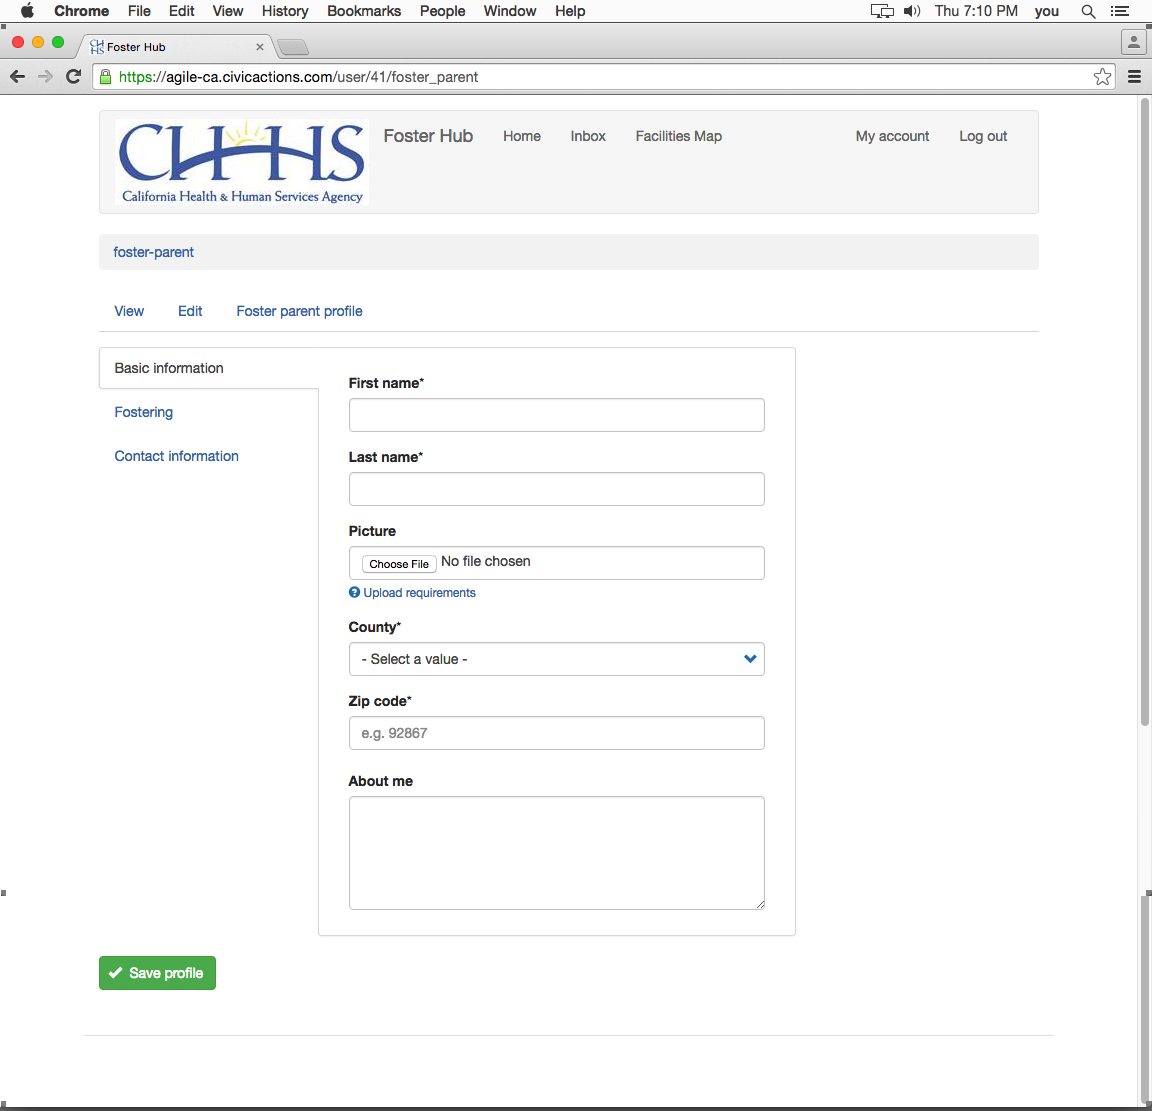 Chrome File Edit View History Bookmarks People Window Help Thu 7:10 PM you
CHHS Foster Hub
https://agile-ca.civicactions.com/user/41/foster_parent
CHHS
California Health & Human Services Agency
Foster Hub Home Inbox Facilities Map My account Log out
foster-parent
View Edit Foster parent profile
Basic information
Fostering
Contact information
First name*
Last name*
Picture
Choose File No file chosen
Upload requirements
County*
- Select a value -
Zip code*
e.g. 92867
About me
Save profile